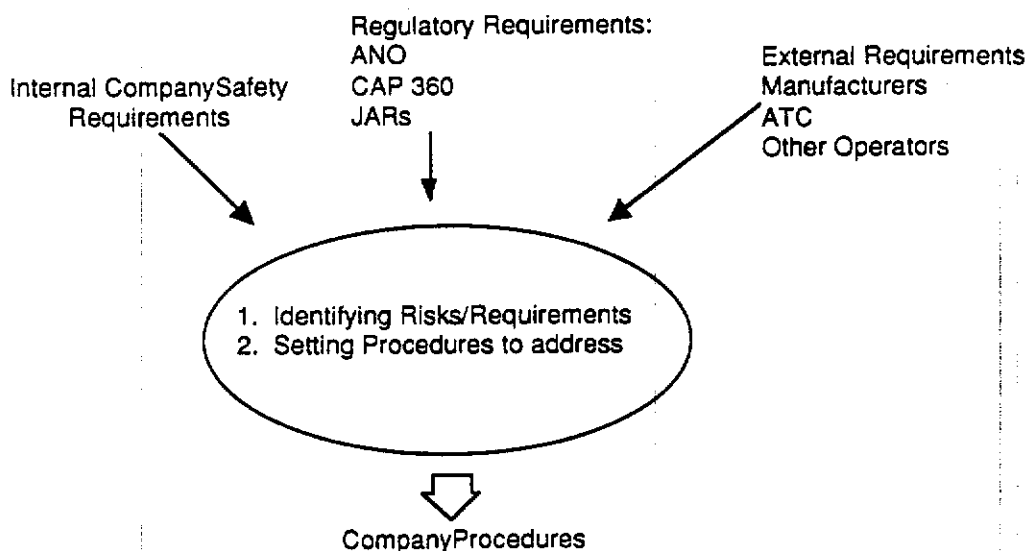 Internal CompanySafety
Requirements
Regulatory Requirements:
ANO
CAP 360
JARs
External Requirements
Manufacturers
ATC
Other Operators
1. Identifying Risks/Requirements
2. Setting Procedures to address
CompanyProcedures